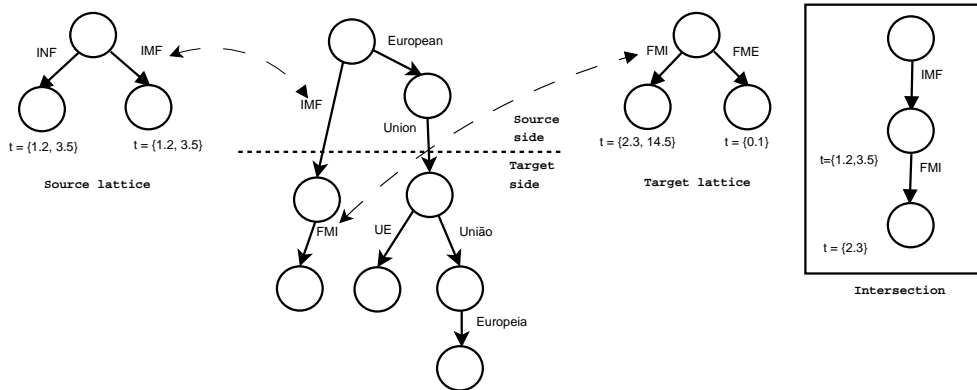 INF
IMF
t = {1.2, 3.5}
t = {1.2, 3.5}
Source lattice
European
IMF
Union
Source side
Target side
FMI
UE
União
Europeia
FMI
FME
t = {2.3, 14.5}
t = {0.1}
Target lattice
IMF
t={1.2,3.5}
FMI
t = {2.3}
Intersection